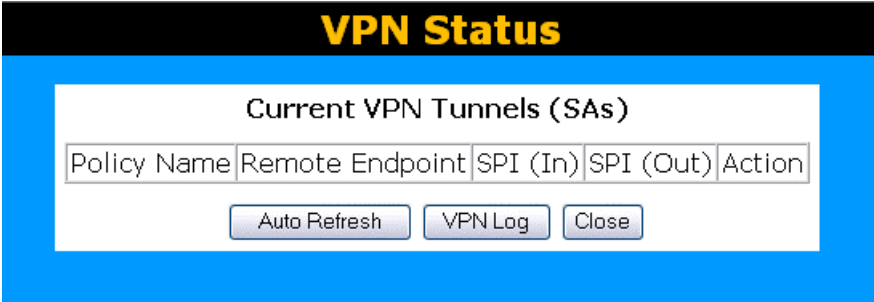 VPN Status
Current VPN Tunnels (SAs)
Policy Name Remote Endpoint SPI (In) SPI (Out) Action
Auto Refresh VPN Log Close